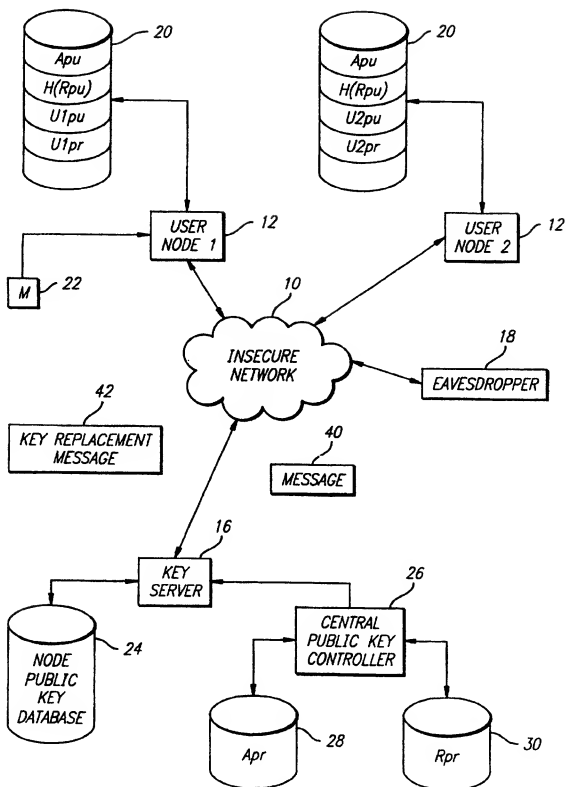 20
Apu
H(Rpu)
U1pu
U1pr
20
Apu
H(Rpu)
U2pu
U2pr
USER
NODE 1
12
USER
NODE 2
12
M
22
10
INSECURE
NETWORK
18
EAVESDROPPER
42
KEY REPLACEMENT
MESSAGE
40
MESSAGE
16
KEY
SERVER
26
CENTRAL
PUBLIC KEY
CONTROLLER
24
NODE
PUBLIC
KEY
DATABASE
Apr
28
Rpr
30